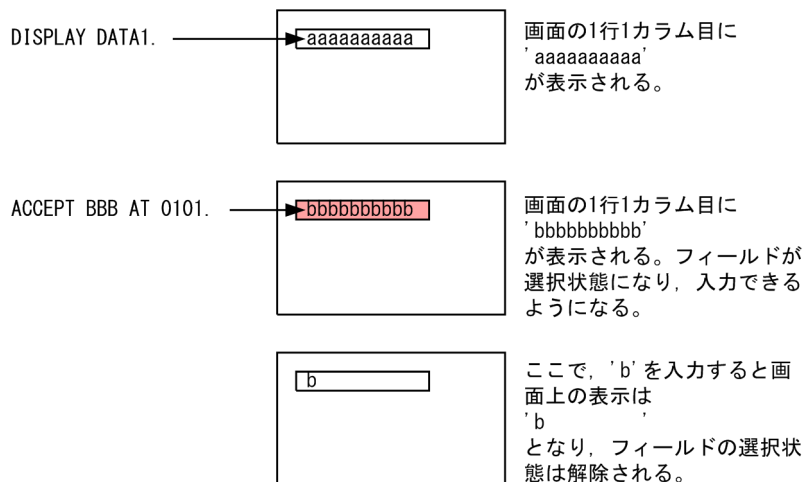 DISPLAY DATA1.
aaaaaaaaaa
画面の1行1カラム目に
'aaaaaaaaaa'
が表示される。
ACCEPT BBB AT 0101.
bbbbbbbbbb
画面の1行1カラム目に
'bbbbbbbbbb'
が表示される。フィールドが
選択状態になり，入力できる
ようになる。
b
ここで，'b'を入力すると画
面上の表示は
'b         '
となり，フィールドの選択状
態は解除される。